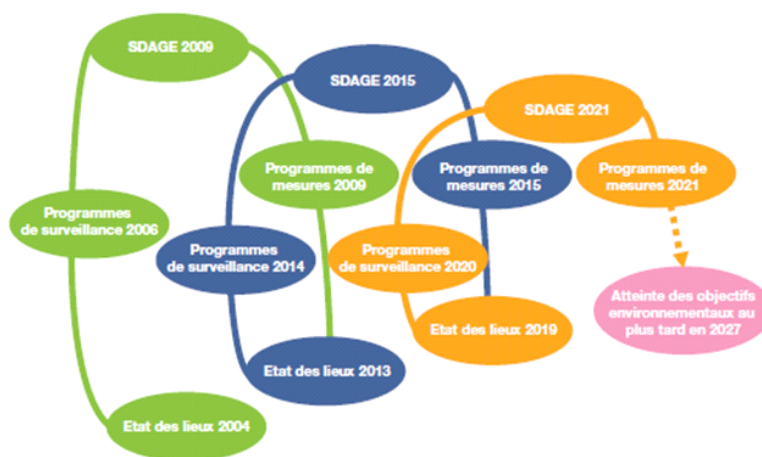 SDAGE 2009
SDAGE 2015
SDAGE 2021
Programmes de
mesures 2009
Programmes de
mesures 2015
Programmes de
mesures 2021
Programmes
de surveillance 2006
Programmes
de surveillance 2014
Programmes
de surveillance 2020
Atteinte des objectifs
environnementaux au
plus tard en 2027
Etat des lieux 2019
Etat des lieux 2013
Etat des lieux 2004